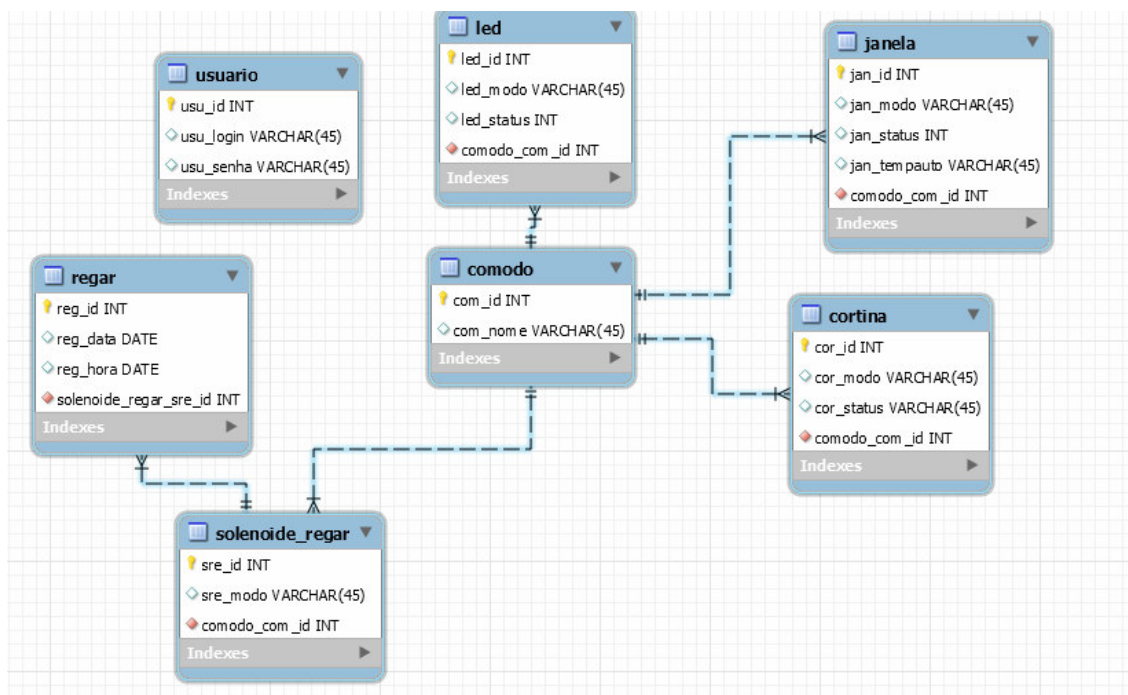 usuario
usu_id INT
usu_login VARCHAR(45)
usu_senha VARCHAR(45)
Indexes
led
led_id INT
led_modo VARCHAR(45)
led_status INT
comodo_com_id INT
Indexes
janela
jan_id INT
jan_modo VARCHAR(45)
jan_status INT
jan_tempauto VARCHAR(45)
comodo_com_id INT
Indexes
regar
reg_id INT
reg_data DATE
reg_hora DATE
solenoide_regar_sre_id INT
Indexes
comodo
com_id INT
com_nome VARCHAR(45)
Indexes
cortina
cor_id INT
cor_modo VARCHAR(45)
cor_status VARCHAR(45)
comodo_com_id INT
Indexes
solenoide_regar
sre_id INT
sre_modo VARCHAR(45)
comodo_com_id INT
Indexes